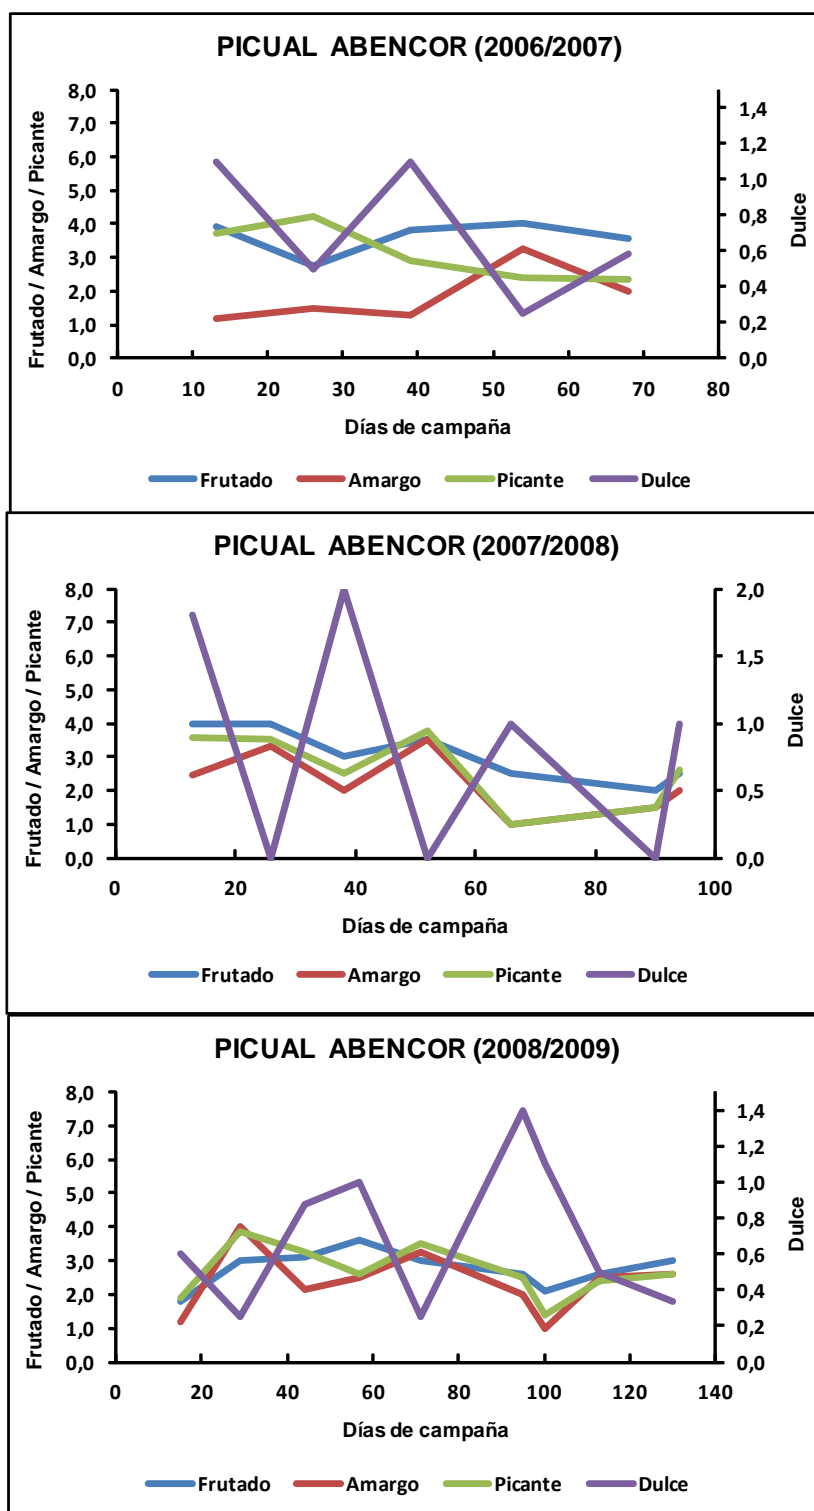 PICUAL ABENCOR (2006/2007)
Frutado / Amargo / Picante
8,0
7,0
6,0
5,0
4,0
3,0
2,0
1,0
0,0
1,4
1,2
1,0
0,8
0,6
0,4
0,2
0,0
Dulce
0 10 20 30 40 50 60 70 80
Días de campaña
Frutado Amargo Picante Dulce
PICUAL ABENCOR (2007/2008)
Frutado / Amargo / Picante
8,0
7,0
6,0
5,0
4,0
3,0
2,0
1,0
0,0
2,0
1,5
1,0
0,5
0,0
Dulce
0 20 40 60 80 100
Días de campaña
Frutado Amargo Picante Dulce
PICUAL ABENCOR (2008/2009)
Frutado / Amargo / Picante
8,0
7,0
6,0
5,0
4,0
3,0
2,0
1,0
0,0
1,4
1,2
1,0
0,8
0,6
0,4
0,2
0,0
Dulce
0 20 40 60 80 100 120 140
Días de campaña
Frutado Amargo Picante Dulce